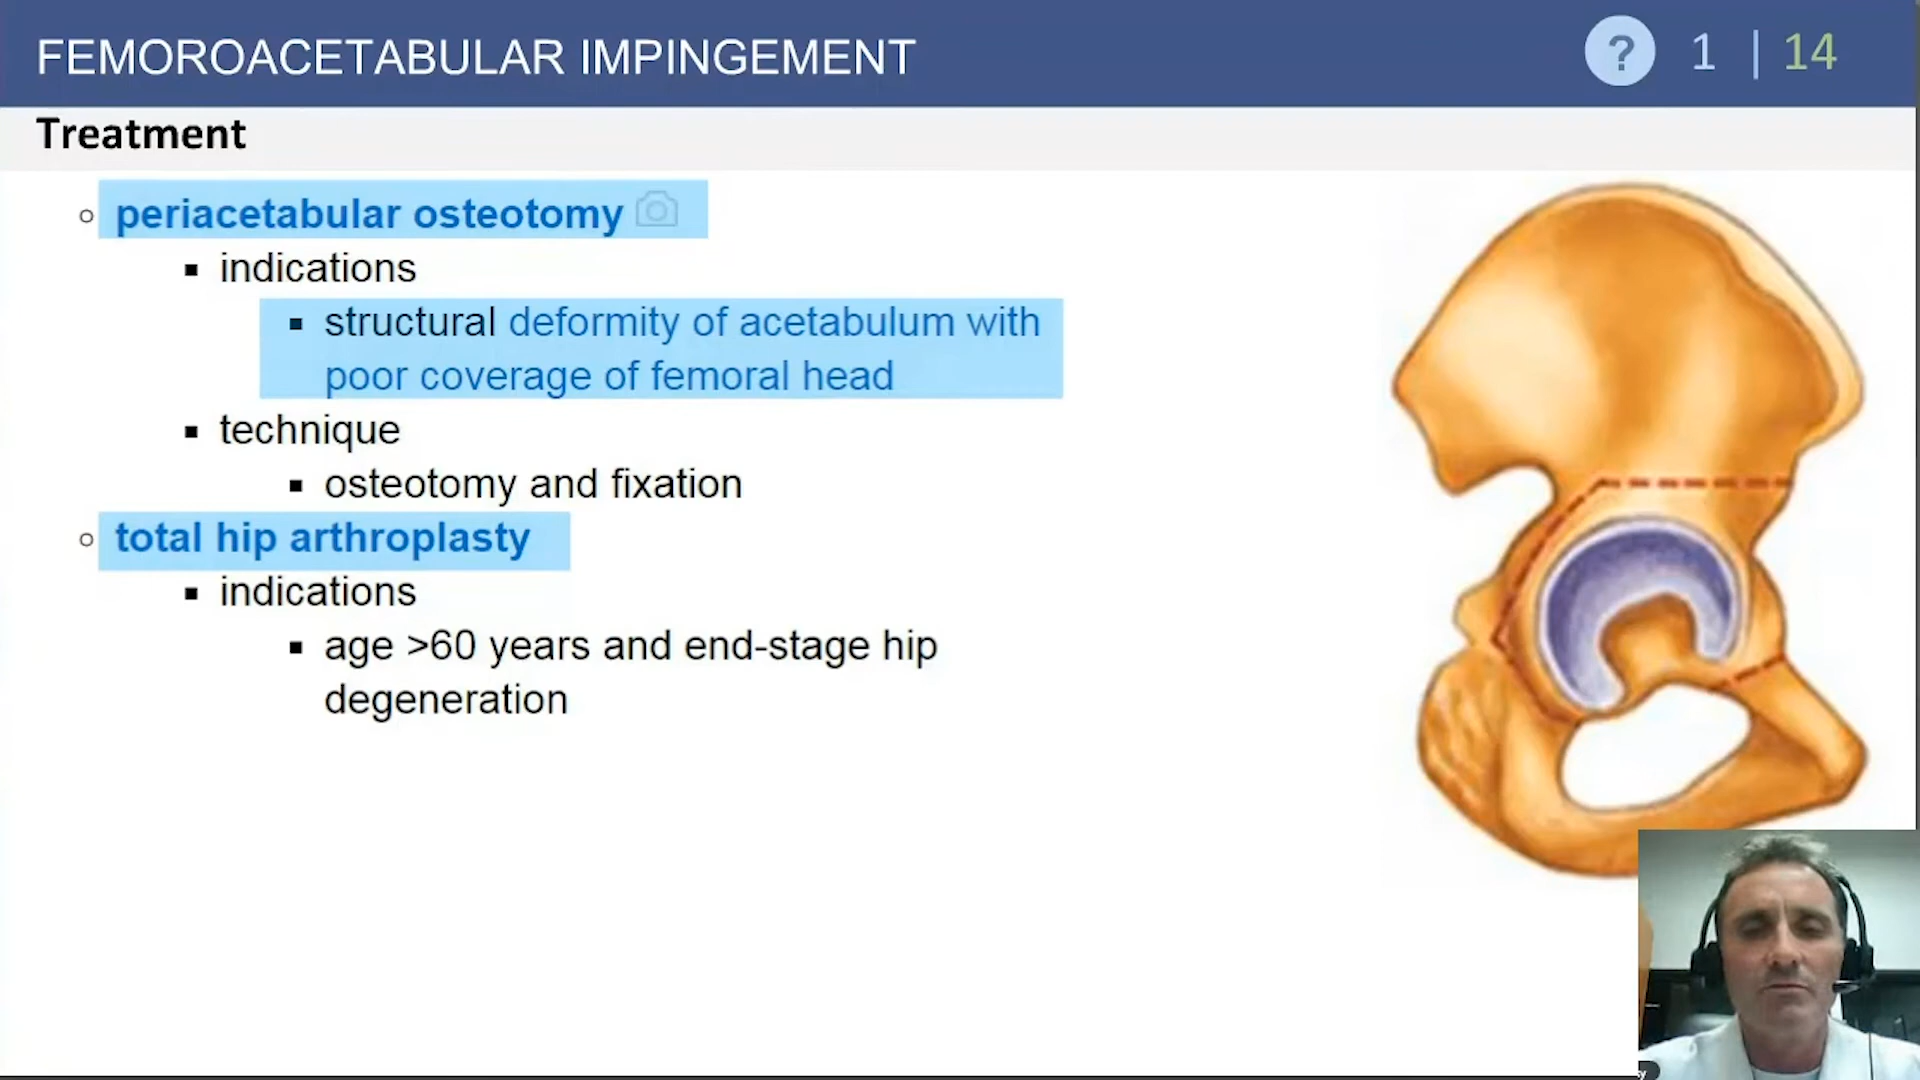 FEMOROACETABULAR IMPINGEMENT
? 1 | 14
Treatment
periacetabular osteotomy
indications
structural deformity of acetabulum with
poor coverage of femoral head
technique
osteotomy and fixation
total hip arthroplasty
indications
age >60 years and end-stage hip
degeneration